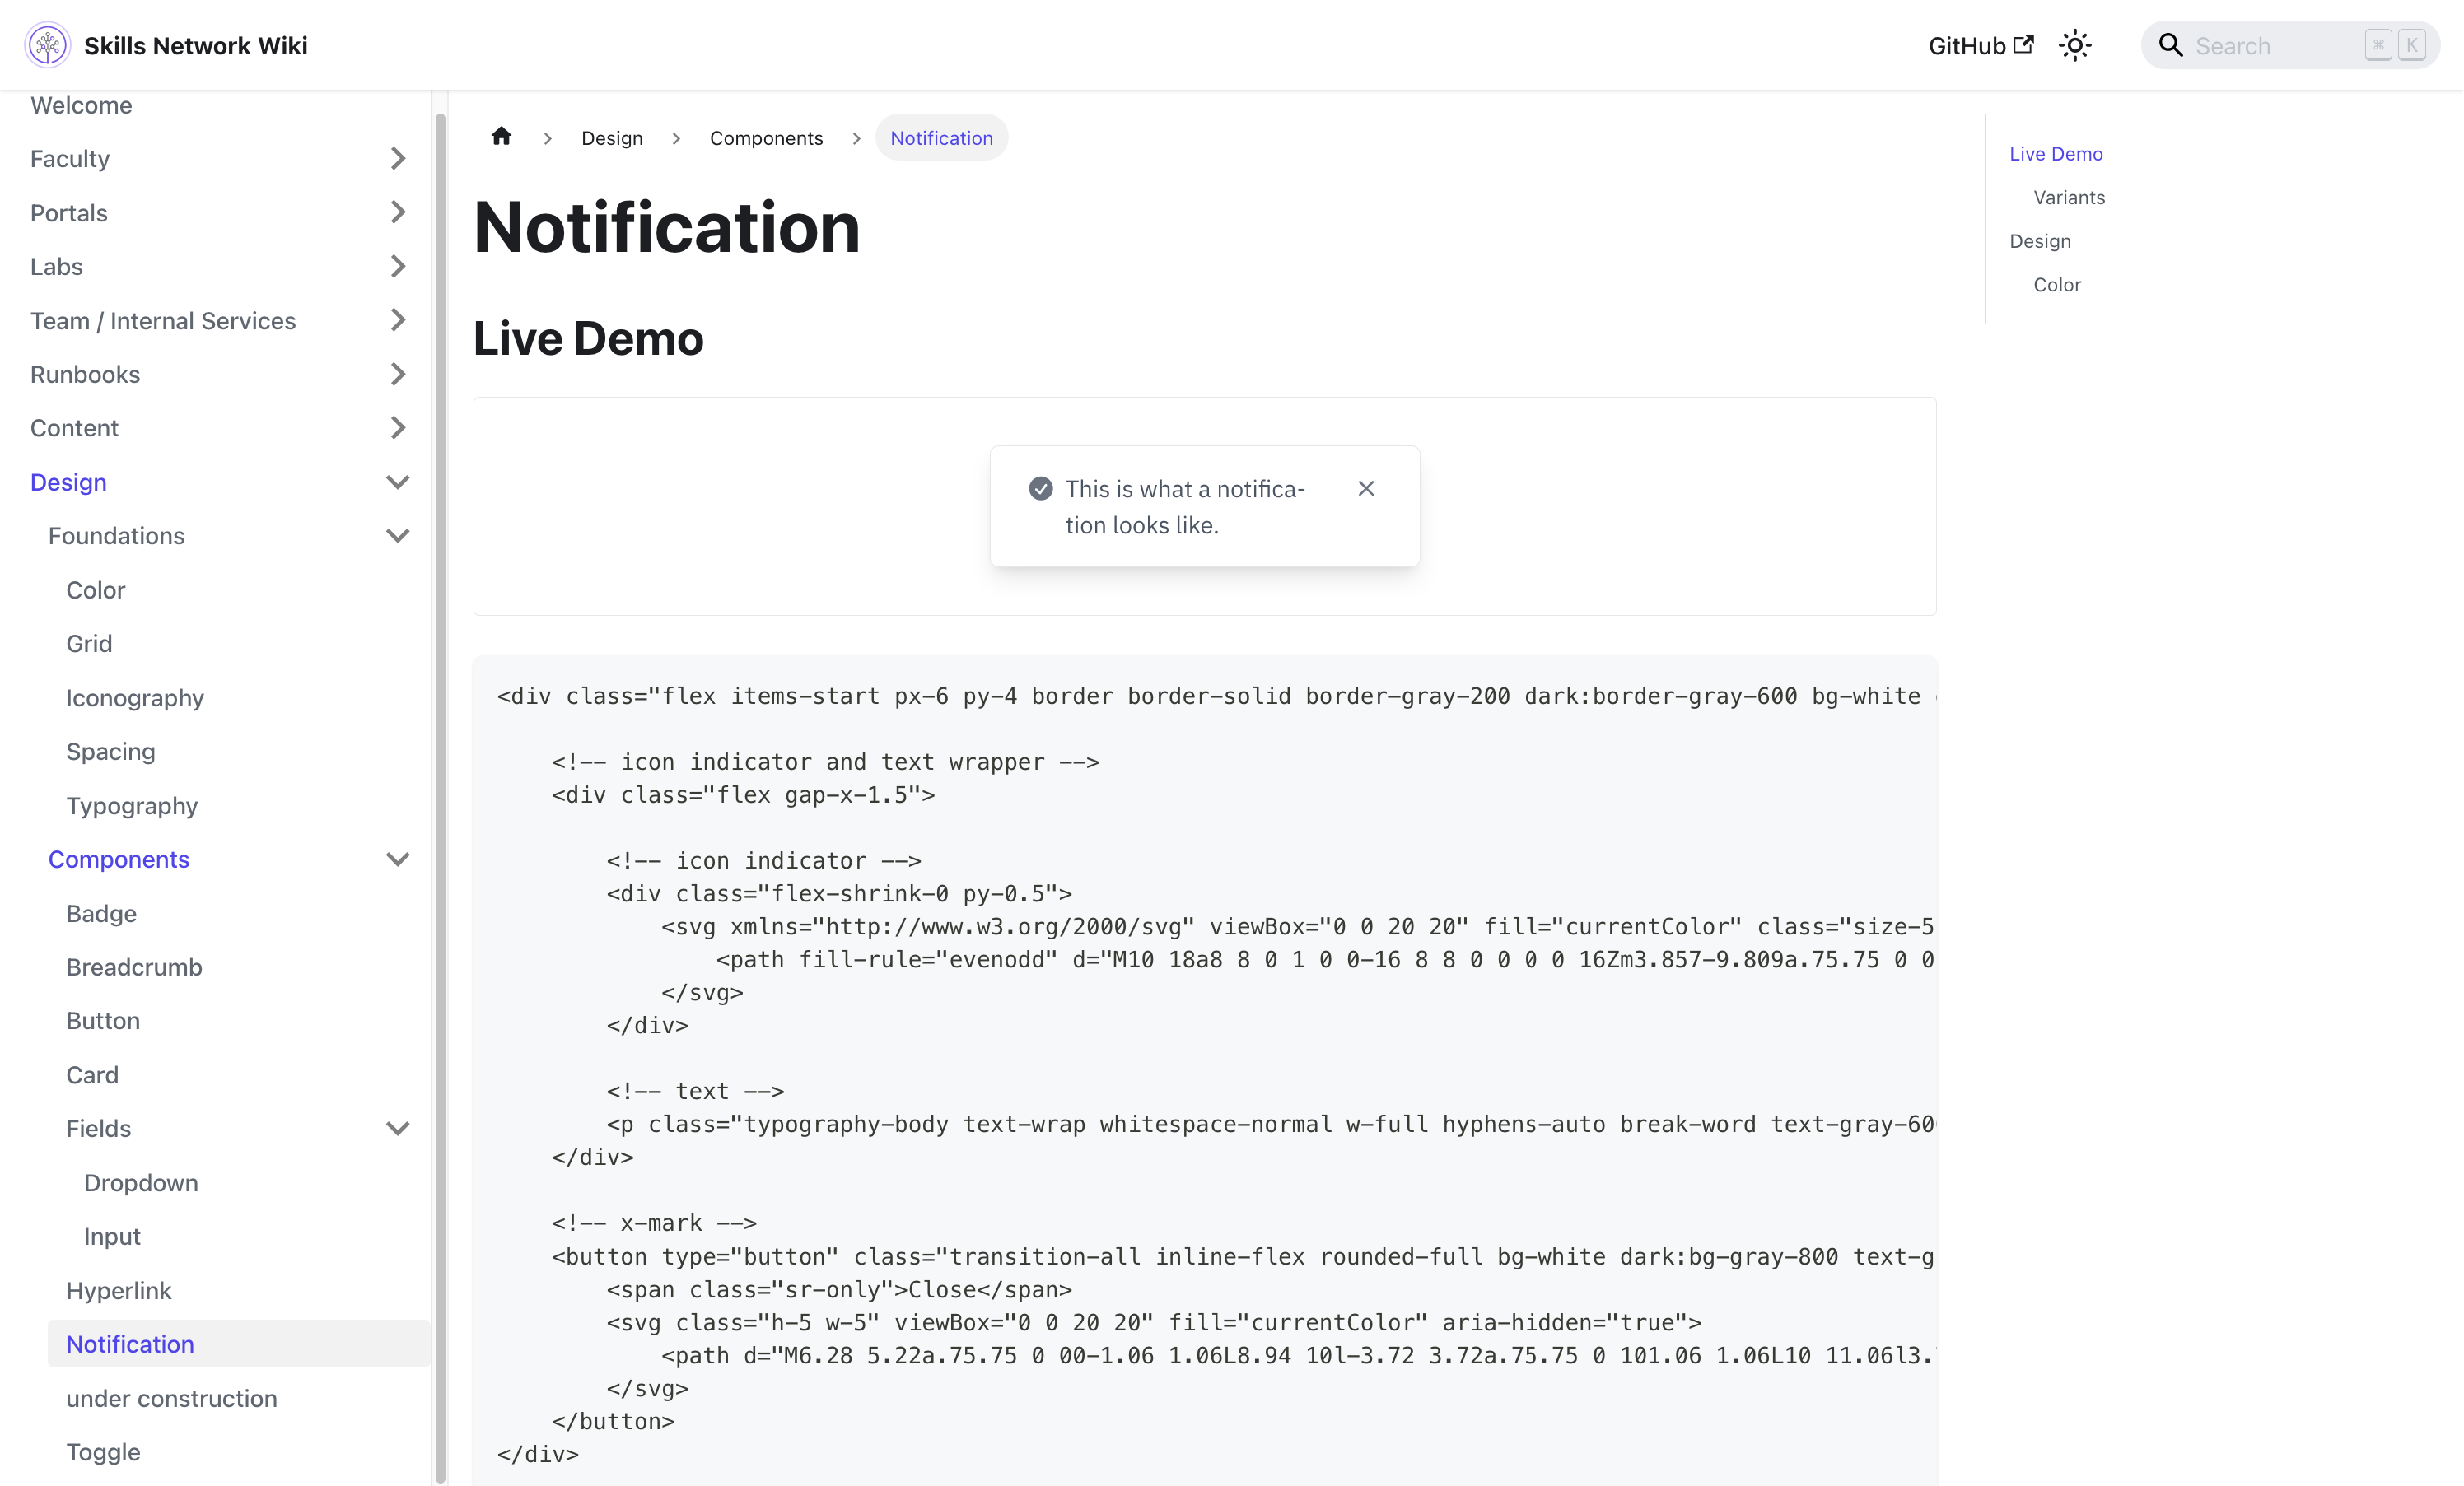 Skills Network Wiki
GitHub
Search
⌘ K
Welcome
Faculty
Portals
Labs
Team / Internal Services
Runbooks
Content
Design
Foundations
Color
Grid
Iconography
Spacing
Typography
Components
Badge
Breadcrumb
Button
Card
Fields
Dropdown
Input
Hyperlink
Notification
under construction
Toggle
Design
Components
Notification
Notification
Live Demo
This is what a notifica-
tion looks like.
<div class="flex items-start px-6 py-4 border border-solid border-gray-200 dark:border-gray-600 bg-white
<!-- icon indicator and text wrapper -->
<div class="flex gap-x-1.5">
<!-- icon indicator -->
<div class="flex-shrink-0 py-0.5">
<svg xmlns="http://www.w3.org/2000/svg" viewBox="0 0 20 20" fill="currentColor" class="size-5
<path fill-rule="evenodd" d="M10 18a8 8 0 1 0 0-16 8 8 0 0 0 0 16Zm3.857-9.809a.75.75 0 0
</svg>
</div>
<!-- text -->
<p class="typography-body text-wrap whitespace-normal w-full hyphens-auto break-word text-gray-60
</div>
<!-- x-mark -->
<button type="button" class="transition-all inline-flex rounded-full bg-white dark:bg-gray-800 text-g
<span class="sr-only">Close</span>
<svg class="h-5 w-5" viewBox="0 0 20 20" fill="currentColor" aria-hidden="true">
<path d="M6.28 5.22a.75.75 0 00-1.06 1.06L8.94 10l-3.72 3.72a.75.75 0 101.06 1.06L10 11.06l3.
</svg>
</button>
</div>
Live Demo
Variants
Design
Color